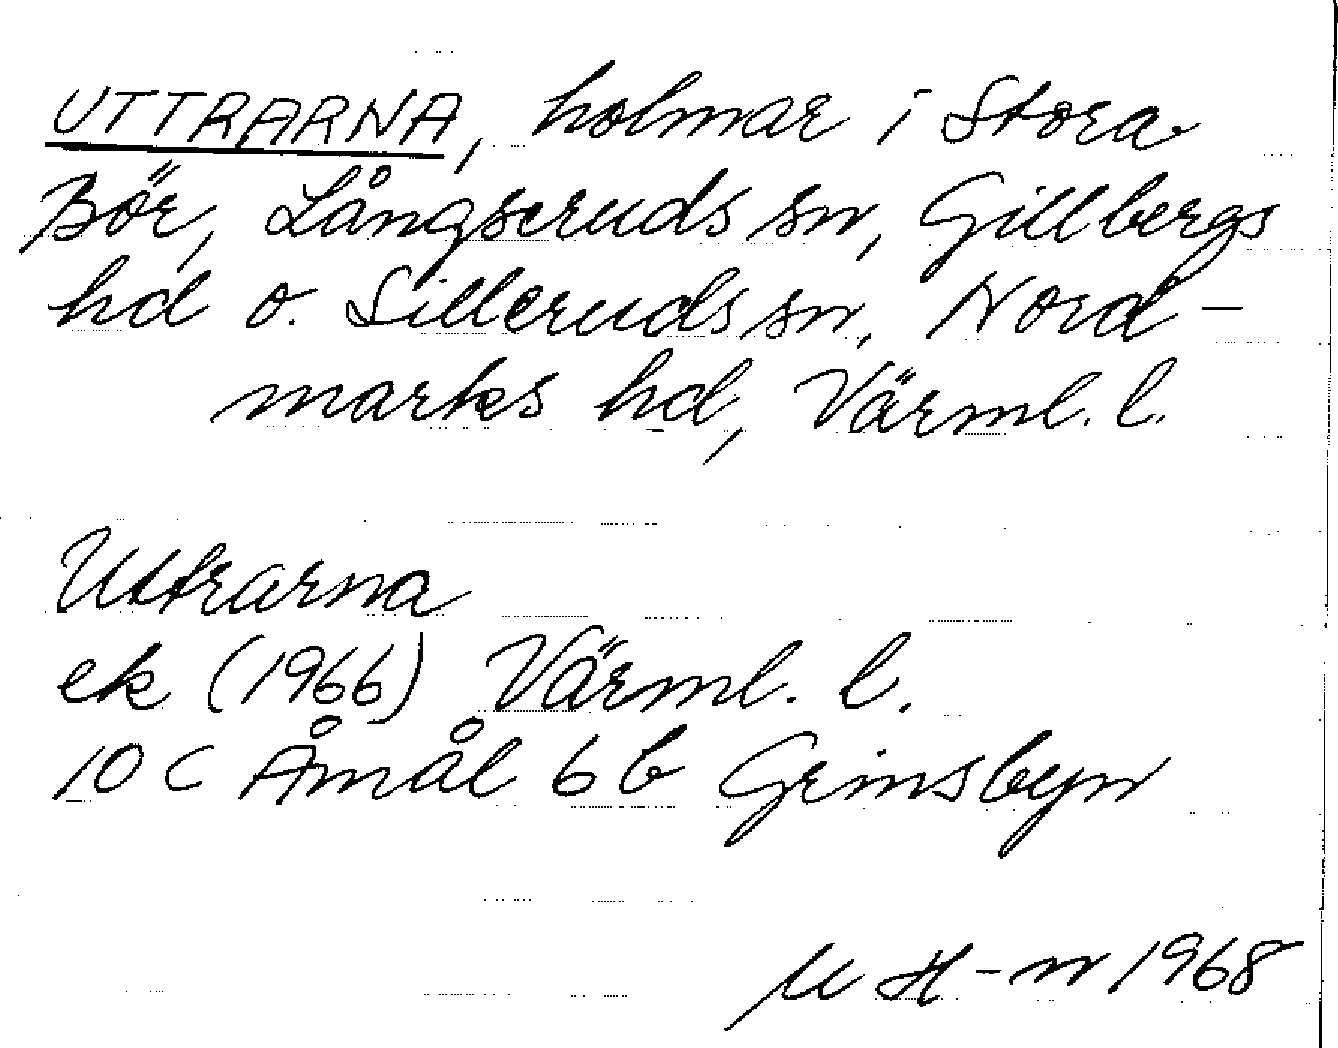 UTTRARNA, holmar i Stora
Bör, Långseruds sn, Gillbergs
hd o. Silleruds sn, Nord-
marks hd, Värml. l.
Uttrarna
ek (1966) Värml. l.
10 C Åmål 6 b Grinsbyn
M H-n 1968